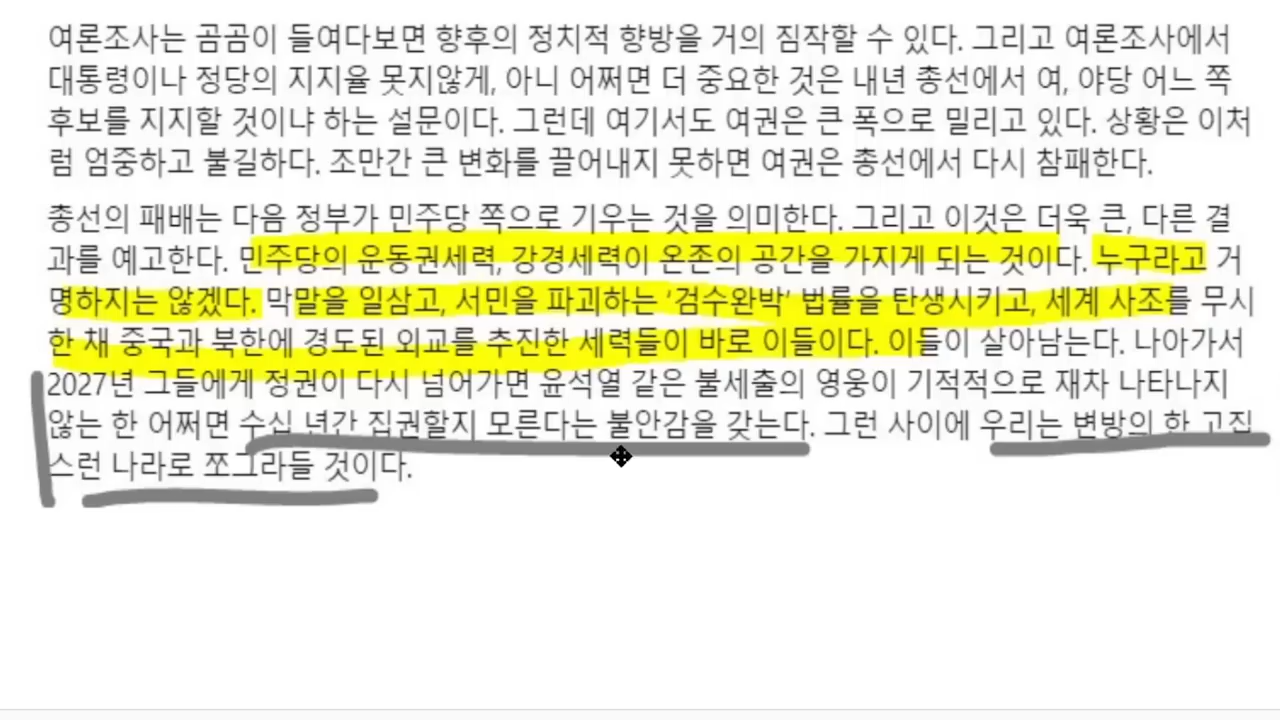 여론조사는 곰곰이 들여다보면 향후의 정치적 향방을 거의 짐작할 수 있다. 그리고 여론조사에서
대통령이나 정당의 지지율 못지않게, 아니 어쩌면 더 중요한 것은 내년 총선에서 여, 야당 어느 쪽
후보를 지지할 것이냐 하는 설문이다. 그런데 여기서도 여권은 큰 폭으로 밀리고 있다. 상황은 이처
럼 엄중하고 불길하다. 조만간 큰 변화를 끌어내지 못하면 여권은 총선에서 다시 참패한다.
총선의 패배는 다음 정부가 민주당 쪽으로 기우는 것을 의미한다. 그리고 이것은 더욱 큰, 다른 결
과를 예고한다. 민주당의 운동권세력, 강경세력이 온존의 공간을 가지게 되는 것이다. 누구라고 거
명하지는 않겠다. 막말을 일삼고, 서민을 파괴하는 ‘검수완박’ 법률을 탄생시키고, 세계 사조를 무시
한 채 중국과 북한에 경도된 외교를 추진한 세력들이 바로 이들이다. 이들이 살아남는다. 나아가서
2027년 그들에게 정권이 다시 넘어가면 윤석열 같은 불세출의 영웅이 기적적으로 재차 나타나지
않는 한 어쩌면 수십 년간 집권할지 모른다는 불안감을 갖는다. 그런 사이에 우리는 변방의 한 고집
스런 나라로 쪼그라들 것이다.